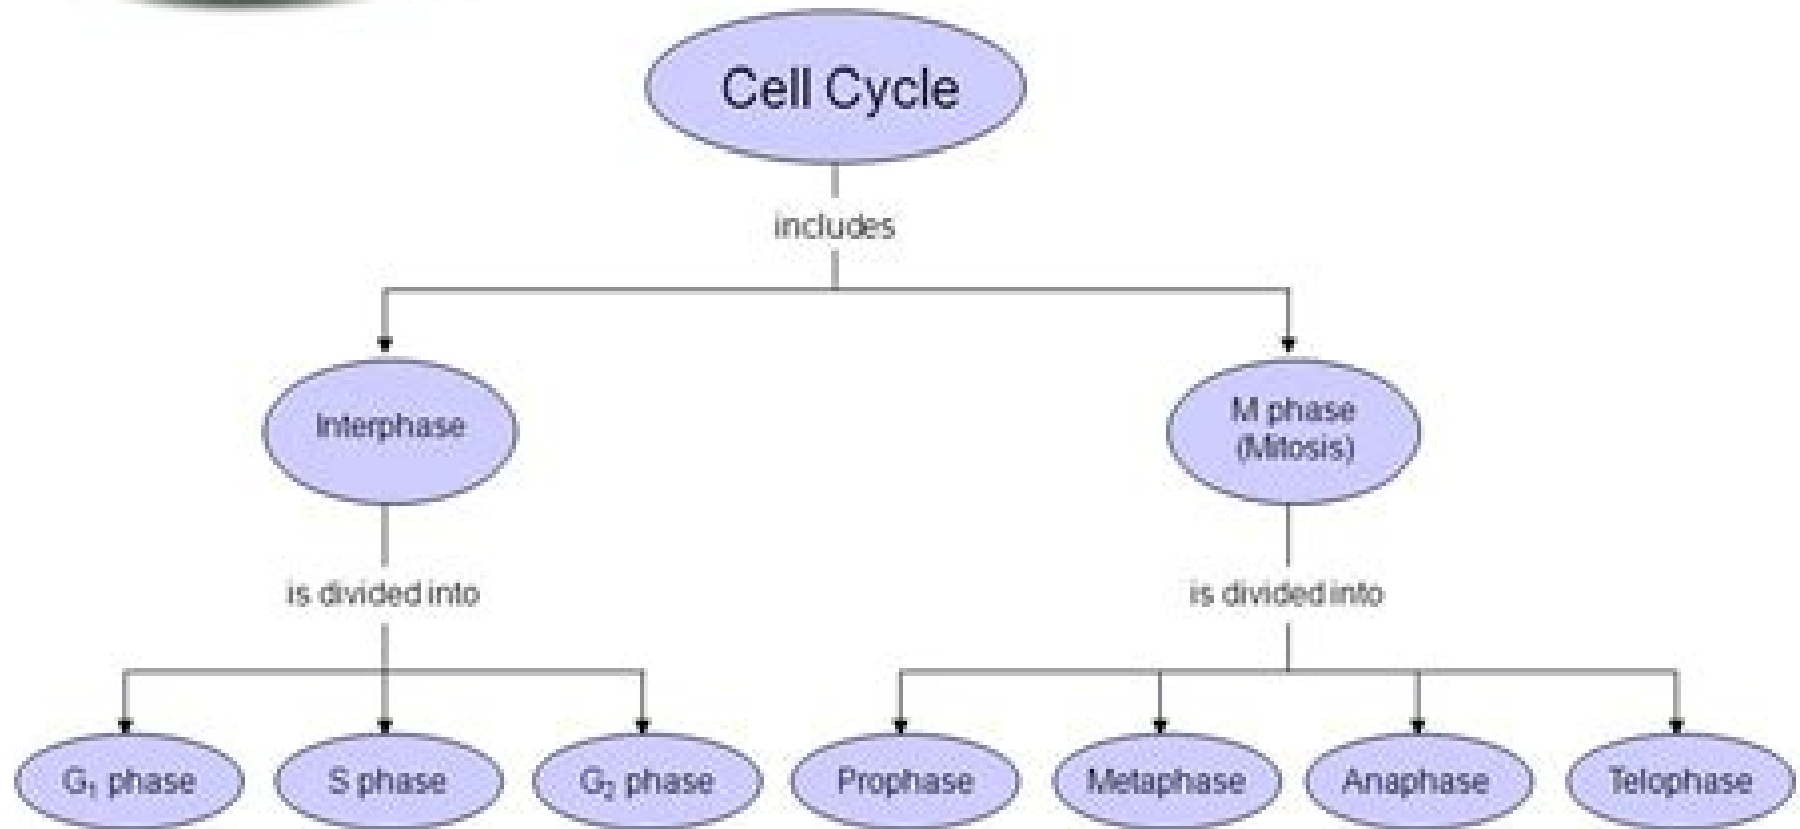 Cell Cycle
includes
Interphase
M phase
(Mitosis)
is divided into
is divided into
G₁ phase
S phase
G₂ phase
Prophase
Metaphase
Anaphase
Telophase